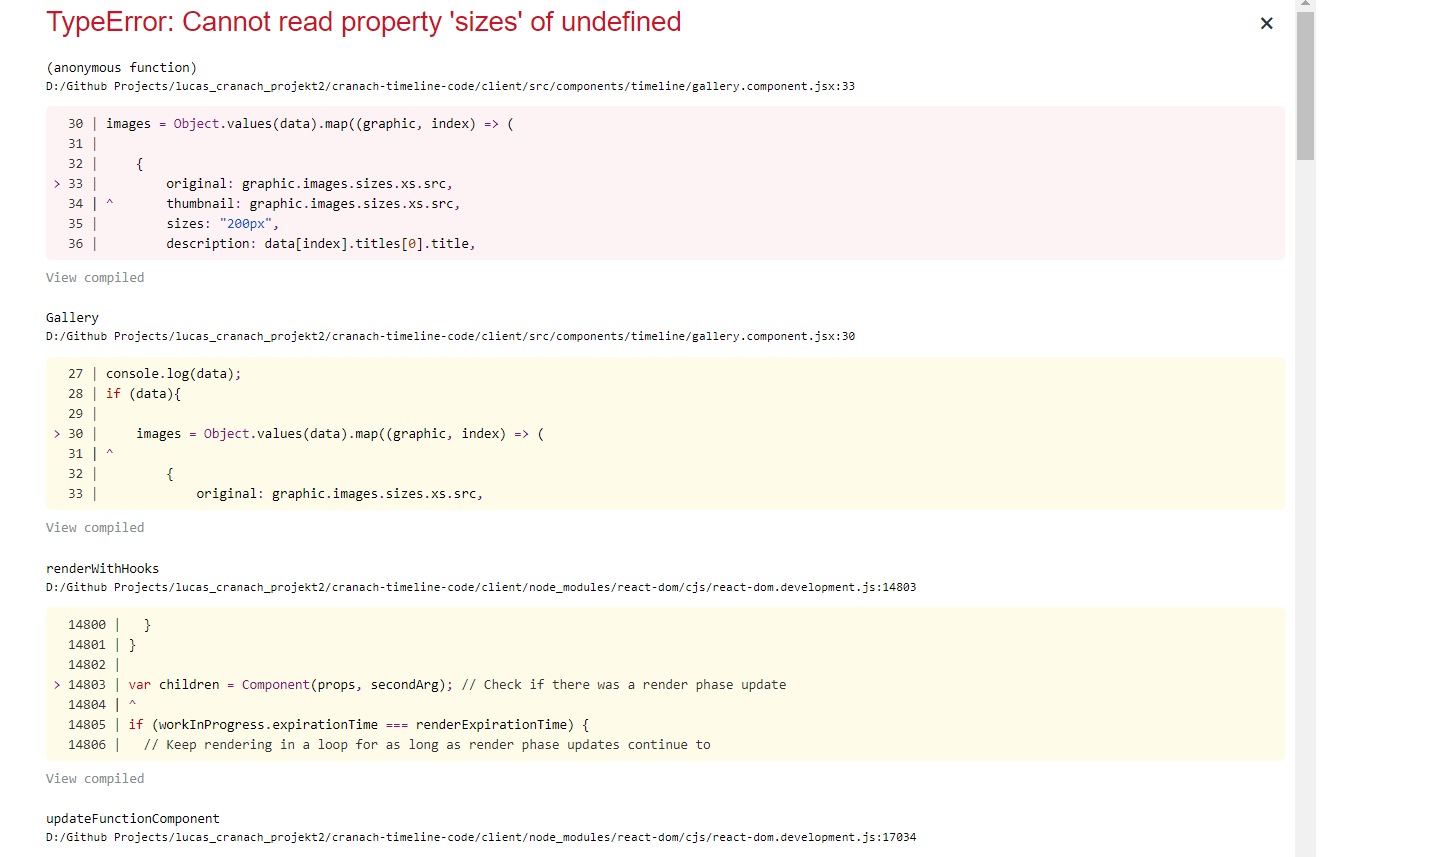 TypeError: Cannot read property 'sizes' of undefined
×
(anonymous function)
D:/Github Projects/lucas_cranach_projekt2/cranach-timeline-code/client/src/components/timeline/gallery.component.jsx:33
30 | images = Object.values(data).map((graphic, index) => (
31 |
32 |     {
> 33 |         original: graphic.images.sizes.xs.src,
34 | ^       thumbnail: graphic.images.sizes.xs.src,
35 |         sizes: "200px",
36 |         description: data[index].titles[0].title,
View compiled
Gallery
D:/Github Projects/lucas_cranach_projekt2/cranach-timeline-code/client/src/components/timeline/gallery.component.jsx:30
27 | console.log(data);
28 | if (data){
29 |
> 30 |     images = Object.values(data).map((graphic, index) => (
31 | ^
32 |         {
33 |             original: graphic.images.sizes.xs.src,
View compiled
renderWithHooks
D:/Github Projects/lucas_cranach_projekt2/cranach-timeline-code/client/node_modules/react-dom/cjs/react-dom.development.js:14803
14800 |   }
14801 | }
14802 |
> 14803 | var children = Component(props, secondArg); // Check if there was a render phase update
14804 | ^
14805 | if (workInProgress.expirationTime === renderExpirationTime) {
14806 |   // Keep rendering in a loop for as long as render phase updates continue to
View compiled
updateFunctionComponent
D:/Github Projects/lucas_cranach_projekt2/cranach-timeline-code/client/node_modules/react-dom/cjs/react-dom.development.js:17034